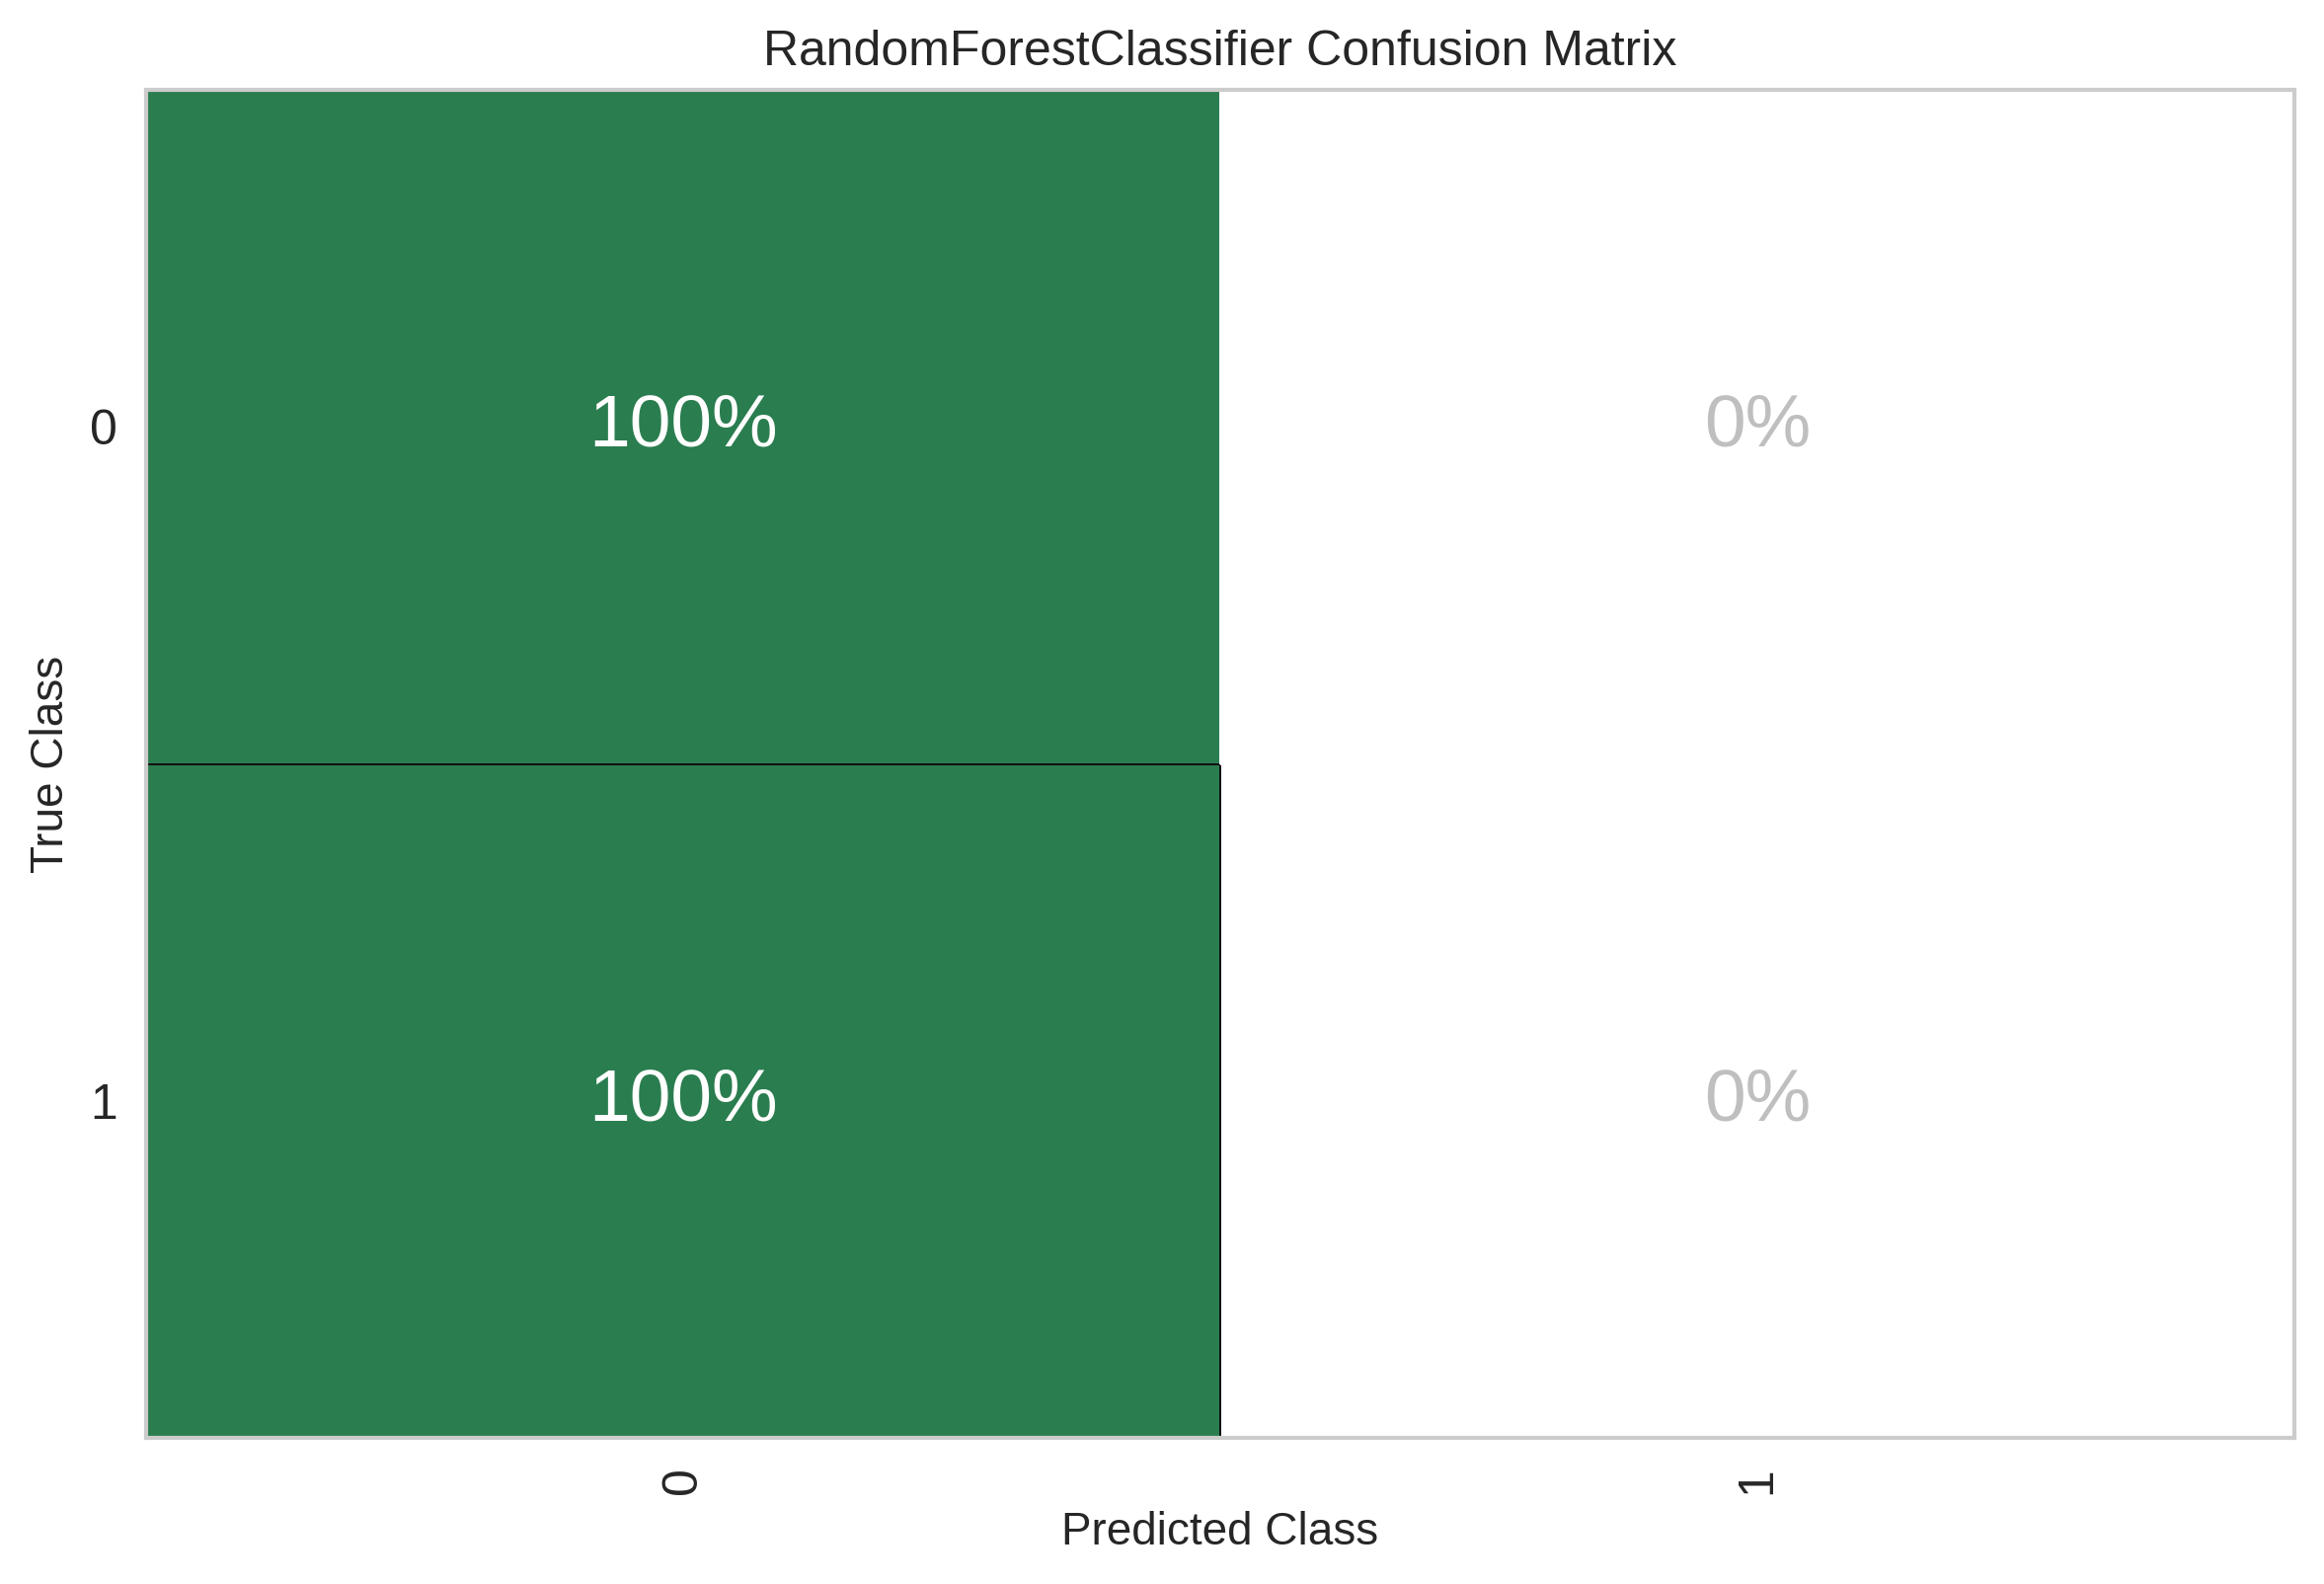 RandomForestClassifier Confusion Matrix
True Class
0
100%
0%
1
100%
0%
0
1
Predicted Class